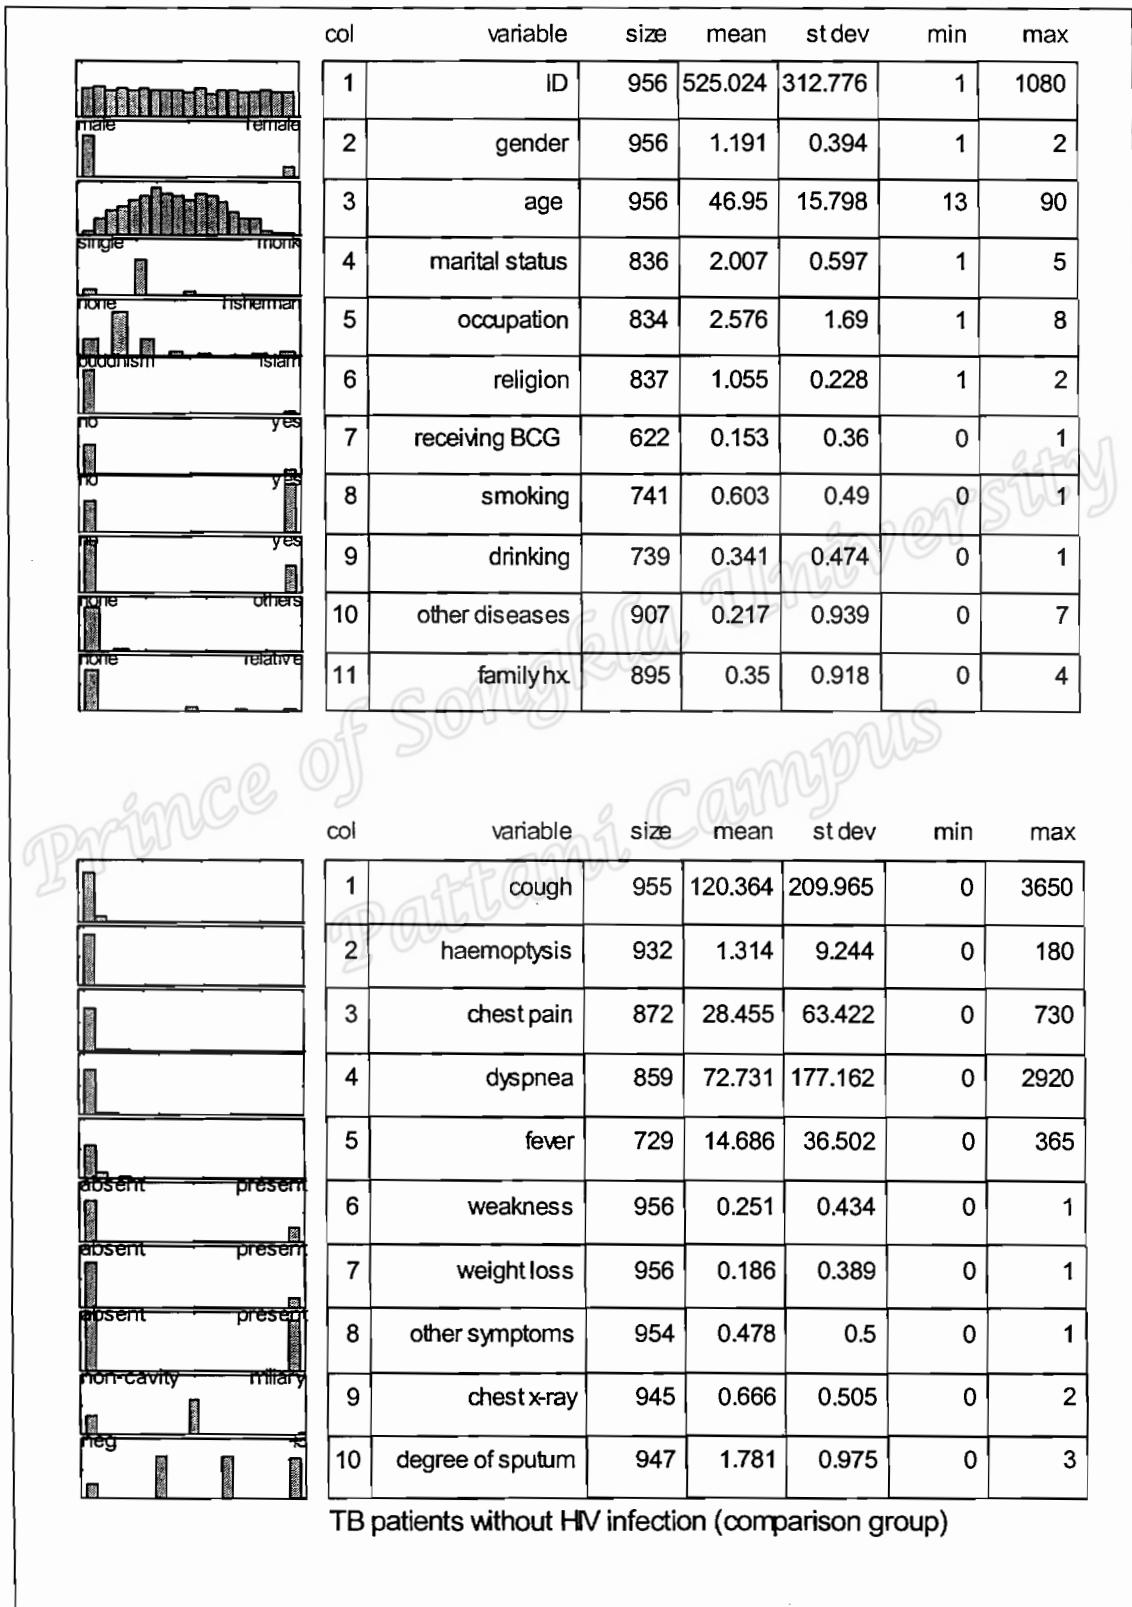 col variable size mean st dev min max
1 ID 956 525.024 312.776 1 1080
male female
2 gender 956 1.191 0.394 1 2
3 age 956 46.95 15.798 13 90
single monk
4 marital status 836 2.007 0.597 1 5
none fisherman
5 occupation 834 2.576 1.69 1 8
buddhism islam
6 religion 837 1.055 0.228 1 2
no yes
7 receiving BCG 622 0.153 0.36 0 1
no yes
8 smoking 741 0.603 0.49 0 1
no yes
9 drinking 739 0.341 0.474 0 1
none others
10 other diseases 907 0.217 0.939 0 7
none relative
11 family hx. 895 0.35 0.918 0 4
Prince of Songkla University
Pattani Campus
col variable size mean st dev min max
1 cough 955 120.364 209.965 0 3650
2 haemoptysis 932 1.314 9.244 0 180
3 chest pain 872 28.455 63.422 0 730
4 dyspnea 859 72.731 177.162 0 2920
5 fever 729 14.686 36.502 0 365
absent present
6 weakness 956 0.251 0.434 0 1
absent present
7 weight loss 956 0.186 0.389 0 1
absent present
8 other symptoms 954 0.478 0.5 0 1
non-cavity miliary
9 chest x-ray 945 0.666 0.505 0 2
neg
10 degree of sputum 947 1.781 0.975 0 3
TB patients without HIV infection (comparison group)